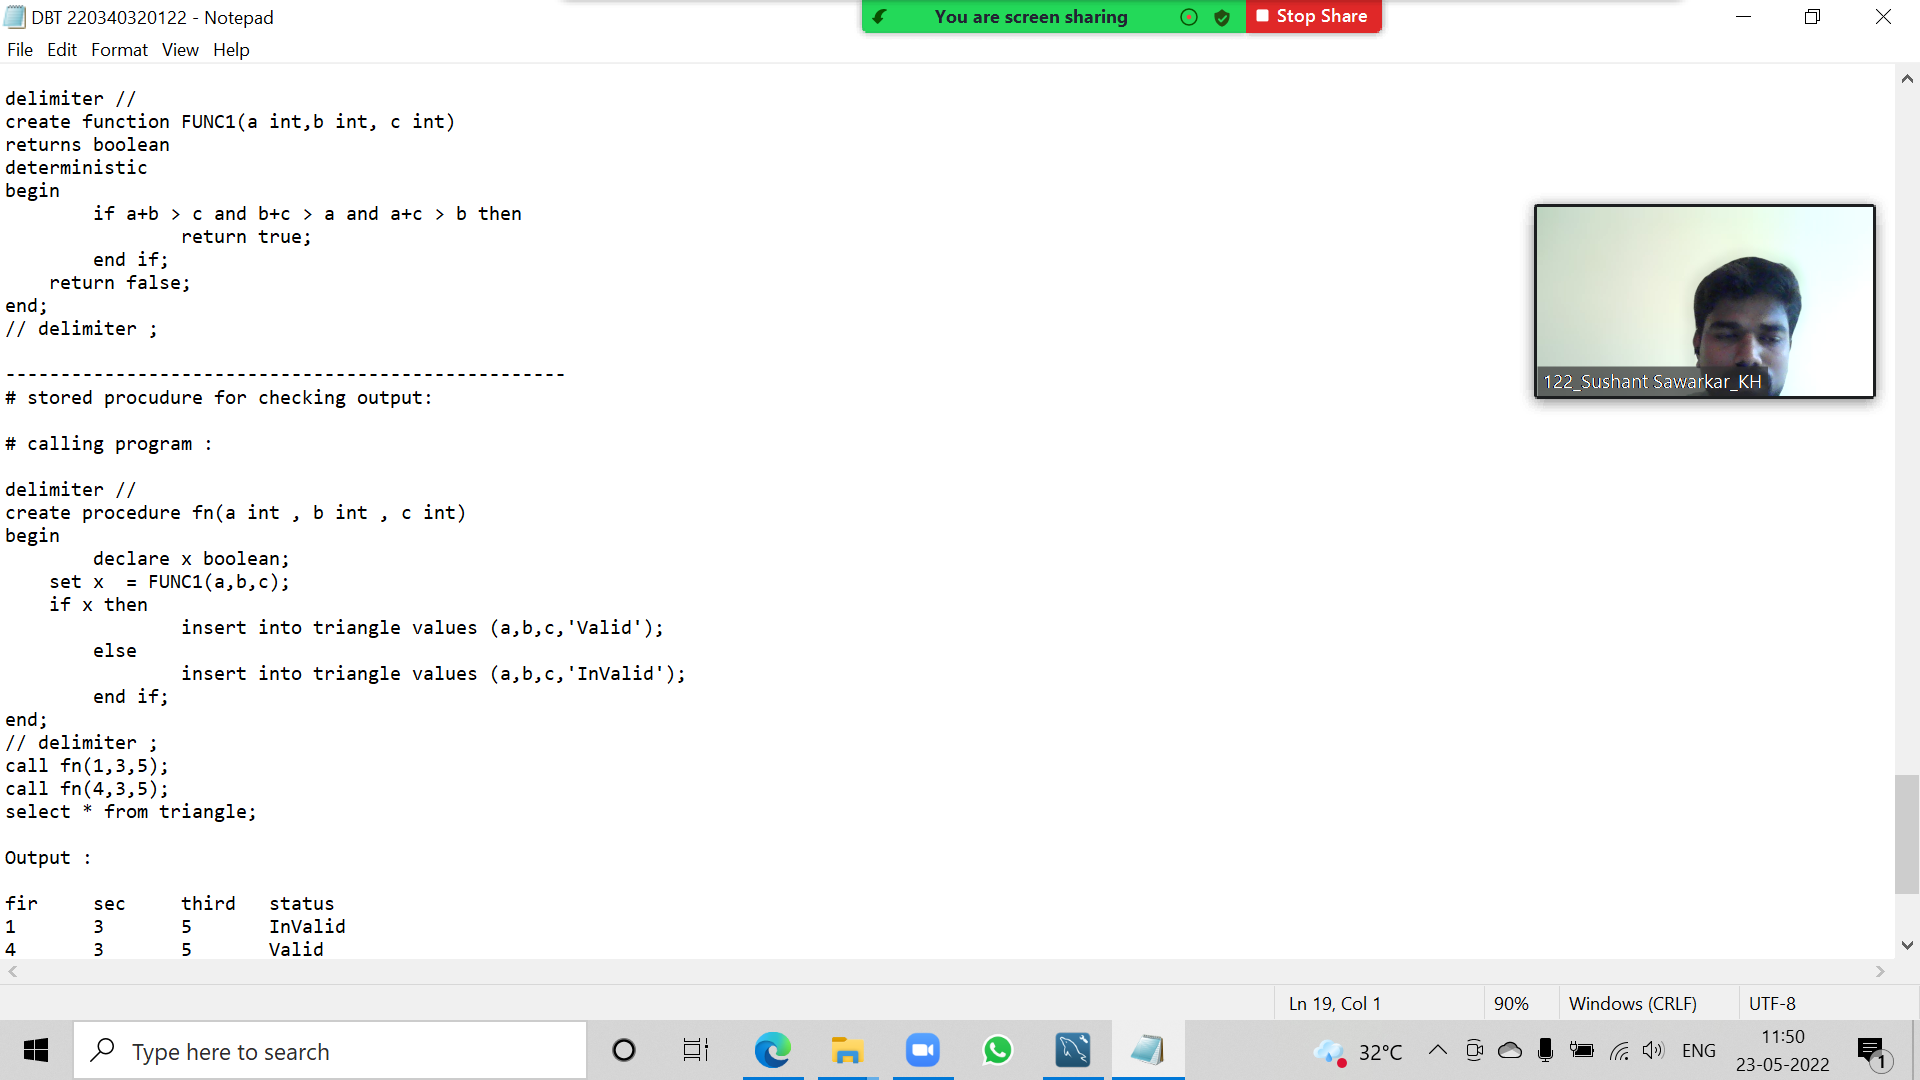 DBT 220340320122 - Notepad
You are screen sharing
Stop Share
File Edit Format View Help
delimiter //
create function FUNC1(a int,b int, c int)
returns boolean
deterministic
begin
if a+b > c and b+c > a and a+c > b then
return true;
end if;
return false;
end;
// delimiter ;
---------------------------------------------------
# stored procudure for checking output:
# calling program :
delimiter //
create procedure fn(a int , b int , c int)
begin
declare x boolean;
set x  = FUNC1(a,b,c);
if x then
insert into triangle values (a,b,c,'Valid');
else
insert into triangle values (a,b,c,'InValid');
end if;
end;
// delimiter ;
call fn(1,3,5);
call fn(4,3,5);
select * from triangle;
Output :
fir sec third status
1 3 5 InValid
4 3 5 Valid
122_Sushant Sawarkar_KH
Ln 19, Col 1 90% Windows (CRLF) UTF-8
Type here to search
32°C
ENG
11:50
23-05-2022
1